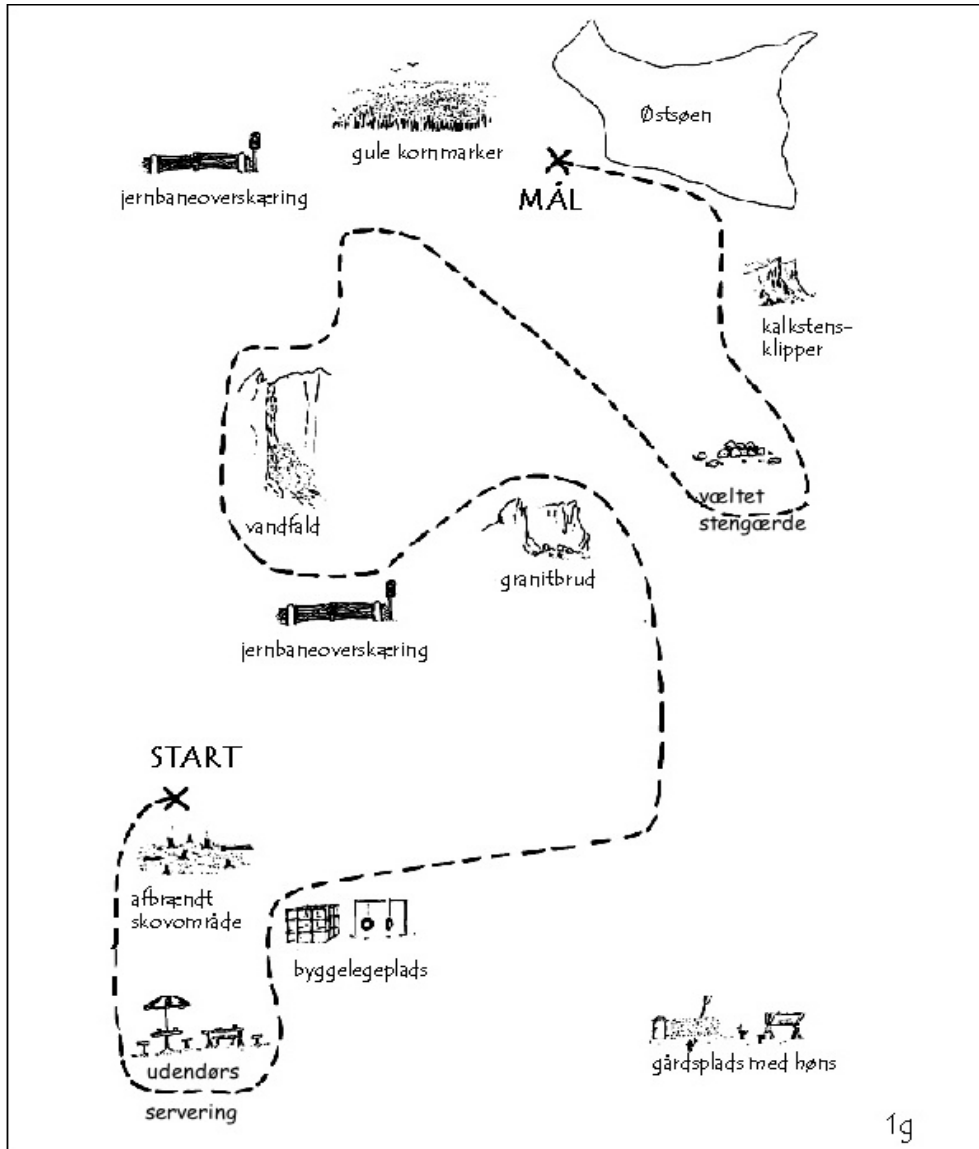 Østsøen
gule kornmarker
jernbaneoverskæring
MÅL
kalkstens-
klipper
væltet
stengærde
vandfald
granitbrud
jernbaneoverskæring
START
afbrændt
skovområde
byggelegeplads
udendørs
servering
gårdsplads med høns
1g